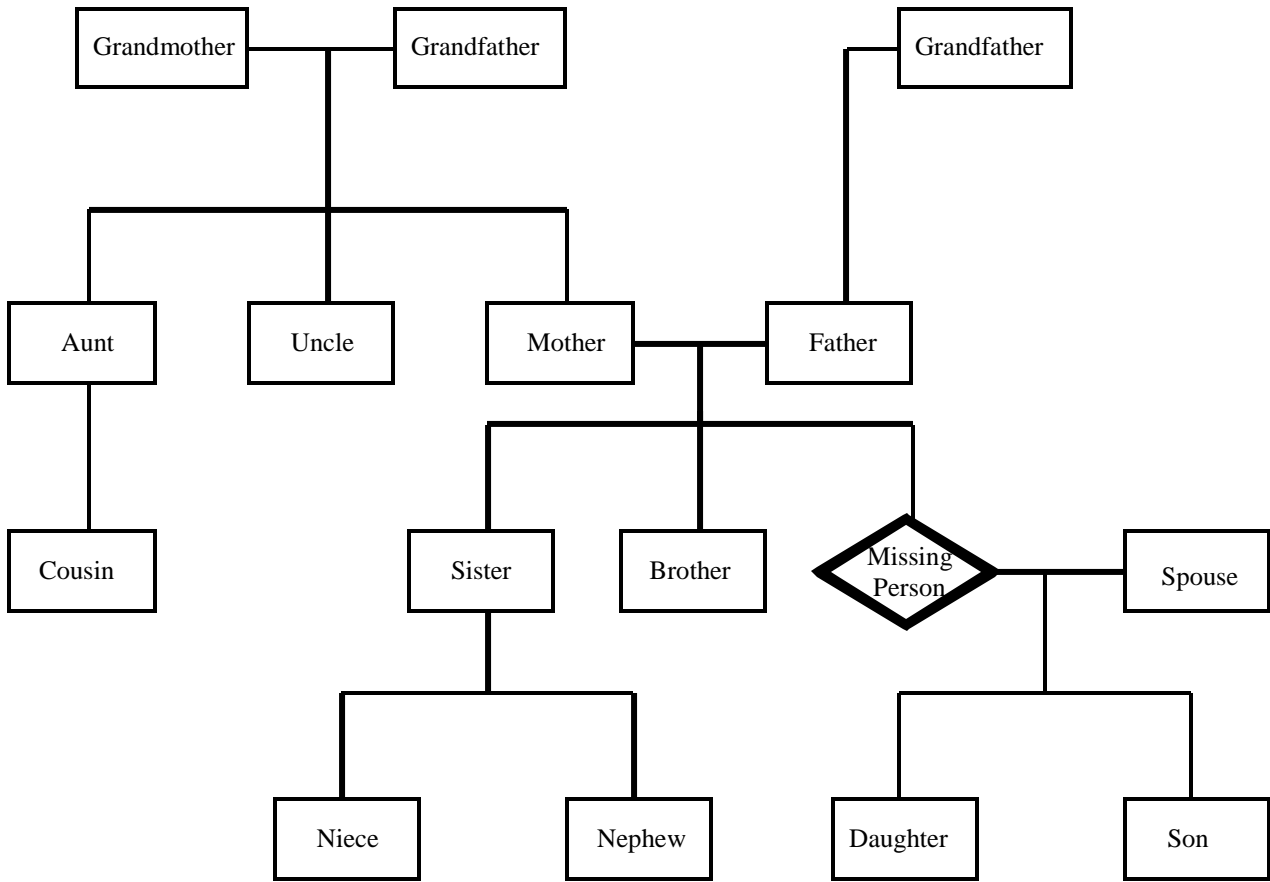 Grandmother
Grandfather
Grandfather
Aunt
Uncle
Mother
Father
Cousin
Sister
Brother
Missing
Person
Spouse
Niece
Nephew
Daughter
Son